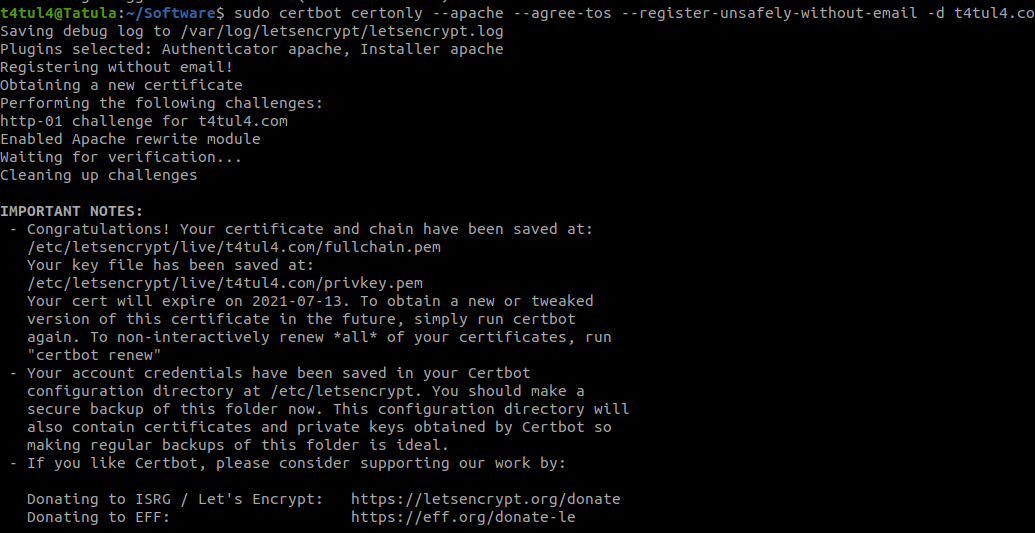 t4tul4@Tatula:~/Software$ sudo certbot certonly --apache --agree-tos --register-unsafely-without-email -d t4tul4.co
Saving debug log to /var/log/letsencrypt/letsencrypt.log
Plugins selected: Authenticator apache, Installer apache
Registering without email!
Obtaining a new certificate
Performing the following challenges:
http-01 challenge for t4tul4.com
Enabled Apache rewrite module
Waiting for verification...
Cleaning up challenges
IMPORTANT NOTES:
- Congratulations! Your certificate and chain have been saved at:
/etc/letsencrypt/live/t4tul4.com/fullchain.pem
Your key file has been saved at:
/etc/letsencrypt/live/t4tul4.com/privkey.pem
Your cert will expire on 2021-07-13. To obtain a new or tweaked
version of this certificate in the future, simply run certbot
again. To non-interactively renew *all* of your certificates, run
"certbot renew"
- Your account credentials have been saved in your Certbot
configuration directory at /etc/letsencrypt. You should make a
secure backup of this folder now. This configuration directory will
also contain certificates and private keys obtained by Certbot so
making regular backups of this folder is ideal.
- If you like Certbot, please consider supporting our work by:
Donating to ISRG / Let's Encrypt:   https://letsencrypt.org/donate
Donating to EFF:                    https://eff.org/donate-le